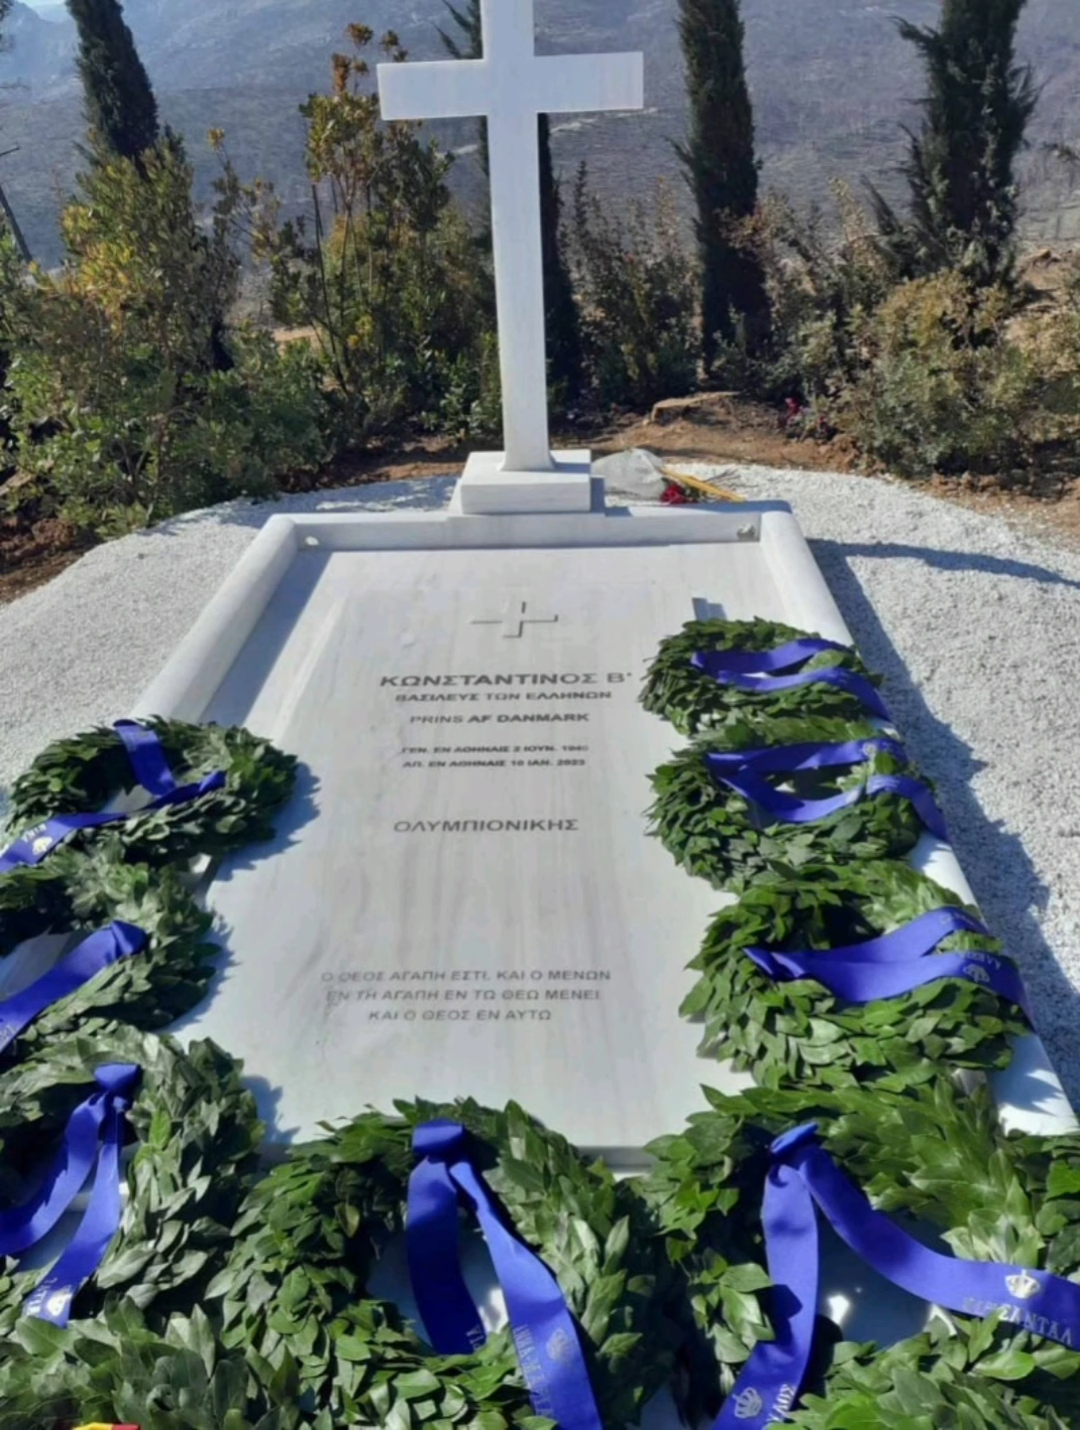 ΚΩΝΣΤΑΝΤΙΝΟΣ Β'
ΒΑΣΙΛΕΥΣ ΤΩΝ ΕΛΛΗΝΩΝ
PRINS AF DANMARK
ΓΕΝ. ΕΝ ΑΘΗΝΑΙΣ 2 ΙΟΥΝ. 1940
ΑΠ. ΕΝ ΑΘΗΝΑΙΣ 10 ΙΑΝ. 2023
ΟΛΥΜΠΙΟΝΙΚΗΣ
Ο ΘΕΟΣ ΑΓΑΠΗ ΕΣΤΙ, ΚΑΙ Ο ΜΕΝΩΝ
ΕΝ ΤΗ ΑΓΑΠΗ ΕΝ ΤΩ ΘΕΩ ΜΕΝΕΙ
ΚΑΙ Ο ΘΕΟΣ ΕΝ ΑΥΤΩ